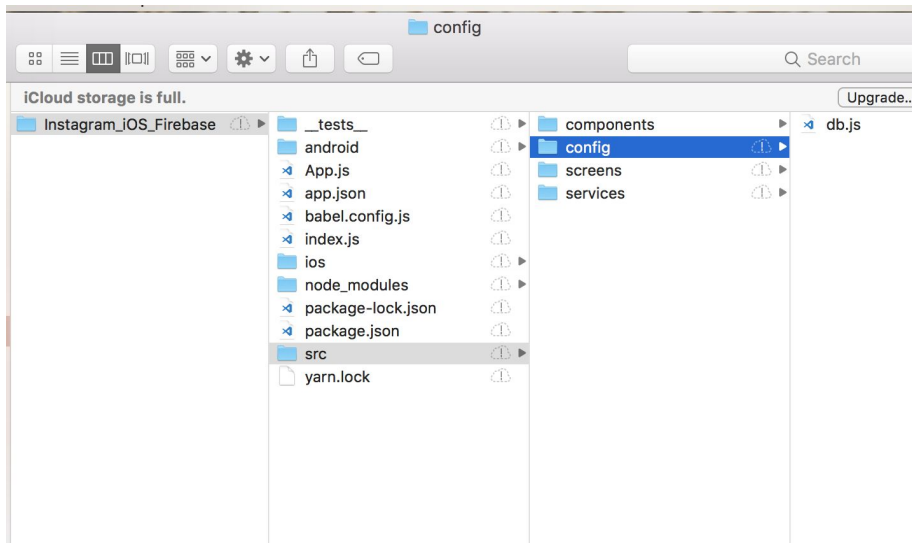 config
Search
iCloud storage is full.
Upgrade..
Instagram_iOS_Firebase
__tests__
android
App.js
app.json
babel.config.js
index.js
ios
node_modules
package-lock.json
package.json
src
yarn.lock
components
config
screens
services
db.js